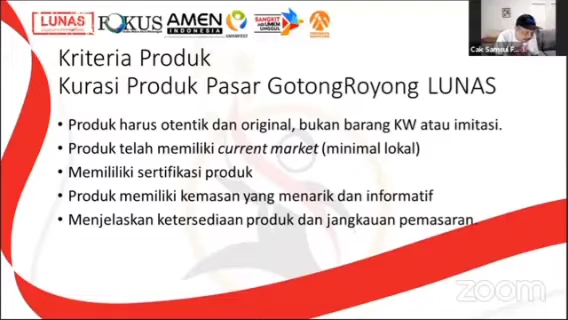 LUNAS
FOKUS
AMEN
INDONESIA
Cak Samsul F...
Kriteria Produk
Kurasi Produk Pasar GotongRoyong LUNAS
• Produk harus otentik dan original, bukan barang KW atau imitasi.
• Produk telah memiliki current market (minimal lokal)
• Memililiki sertifikasi produk
• Produk memiliki kemasan yang menarik dan informatif
• Menjelaskan ketersediaan produk dan jangkauan pemasaran.
zoom